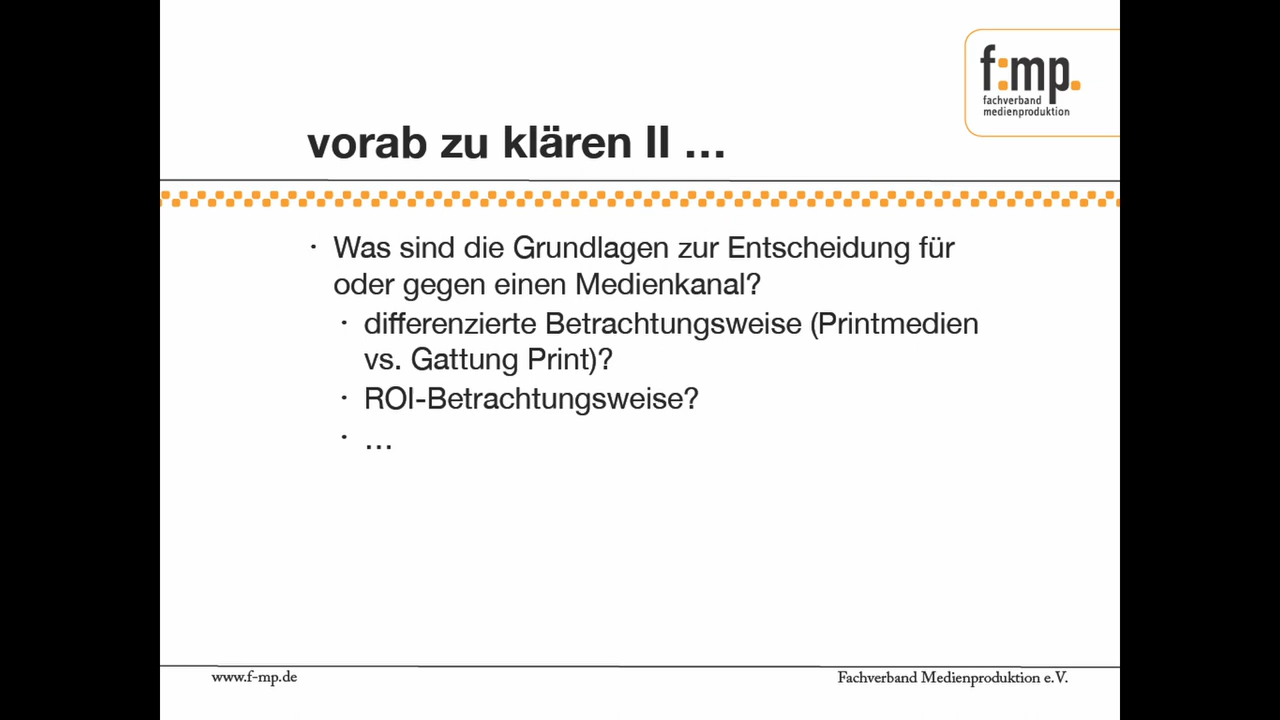 f:mp.
fachverband
medienproduktion
vorab zu klären II ...
· Was sind die Grundlagen zur Entscheidung für
oder gegen einen Medienkanal?
· differenzierte Betrachtungsweise (Printmedien
vs. Gattung Print)?
· ROI-Betrachtungsweise?
· ...
www.f-mp.de
Fachverband Medienproduktion e.V.